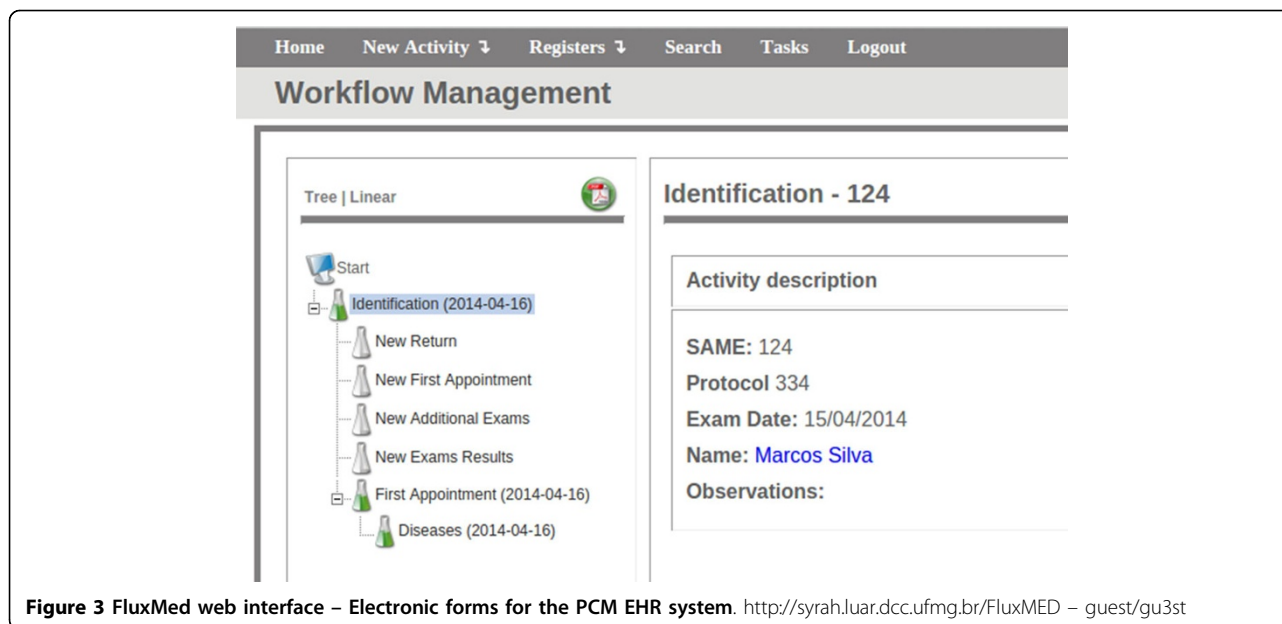 Home New Activity ↴ Registers ↴ Search Tasks Logout
Workflow Management
Tree | Linear
Identification - 124
Start
Identification (2014-04-16)
New Return
New First Appointment
New Additional Exams
New Exams Results
First Appointment (2014-04-16)
Diseases (2014-04-16)
Activity description
SAME: 124
Protocol 334
Exam Date: 15/04/2014
Name: Marcos Silva
Observations:
Figure 3 FluxMed web interface – Electronic forms for the PCM EHR system. http://syrah.luar.dcc.ufmg.br/FluxMED – guest/gu3st